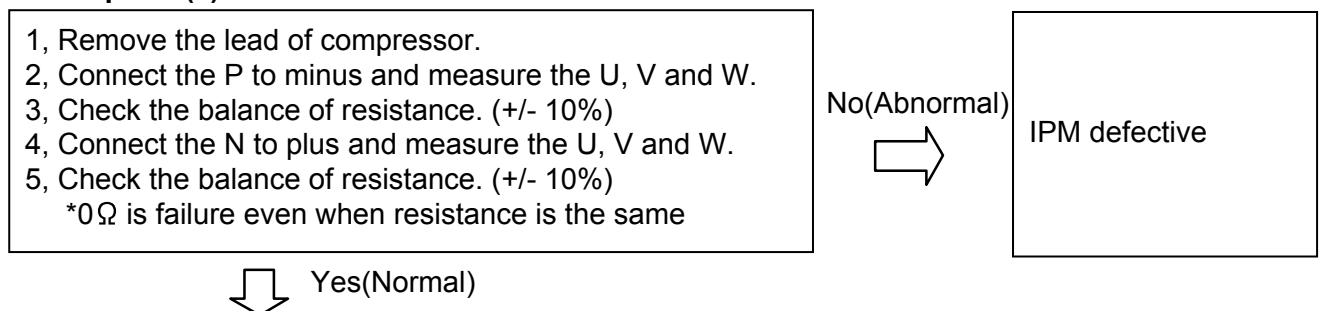 1, Remove the lead of compressor.
2, Connect the P to minus and measure the U, V and W.
3, Check the balance of resistance. (+/- 10%)
4, Connect the N to plus and measure the U, V and W.
5, Check the balance of resistance. (+/- 10%)
*0Ω is failure even when resistance is the same
No(Abnormal)
IPM defective
Yes(Normal)